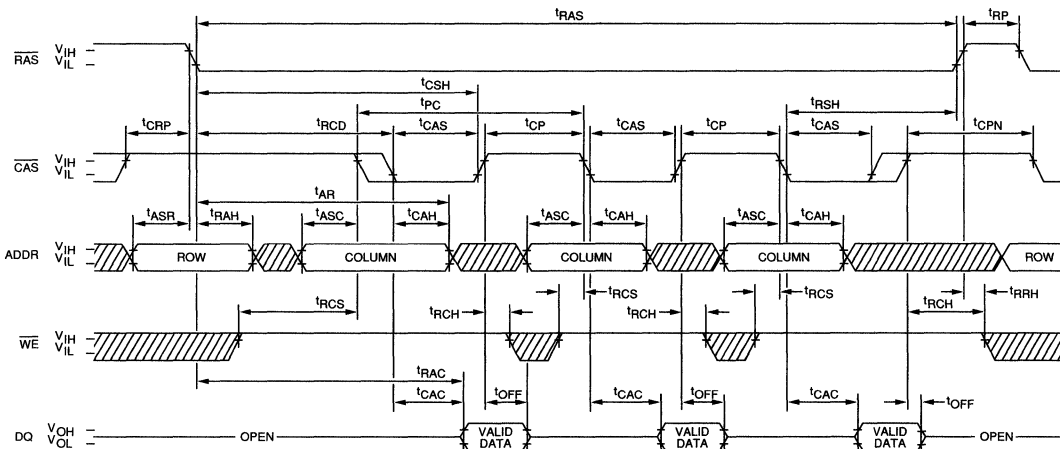 tRAS
tRP
RAS VIH
VIL
tCSH
tPC
tRSH
tCRP
tRCD
tCAS
tCP
tCAS
tCP
tCAS
tCPN
CAS VIH
VIL
tAR
tASR
tRAH
tASC
tCAH
tASC
tCAH
tASC
tCAH
ADDR VIH
VIL
ROW
COLUMN
COLUMN
COLUMN
ROW
tRCS
tRCH
tRCS
tRCH
tRCS
tRCH
tRRH
WE VIH
VIL
tRAC
tCAC
tOFF
tCAC
tOFF
tCAC
tOFF
DQ VOH
VOL
OPEN
VALID
DATA
VALID
DATA
VALID
DATA
OPEN